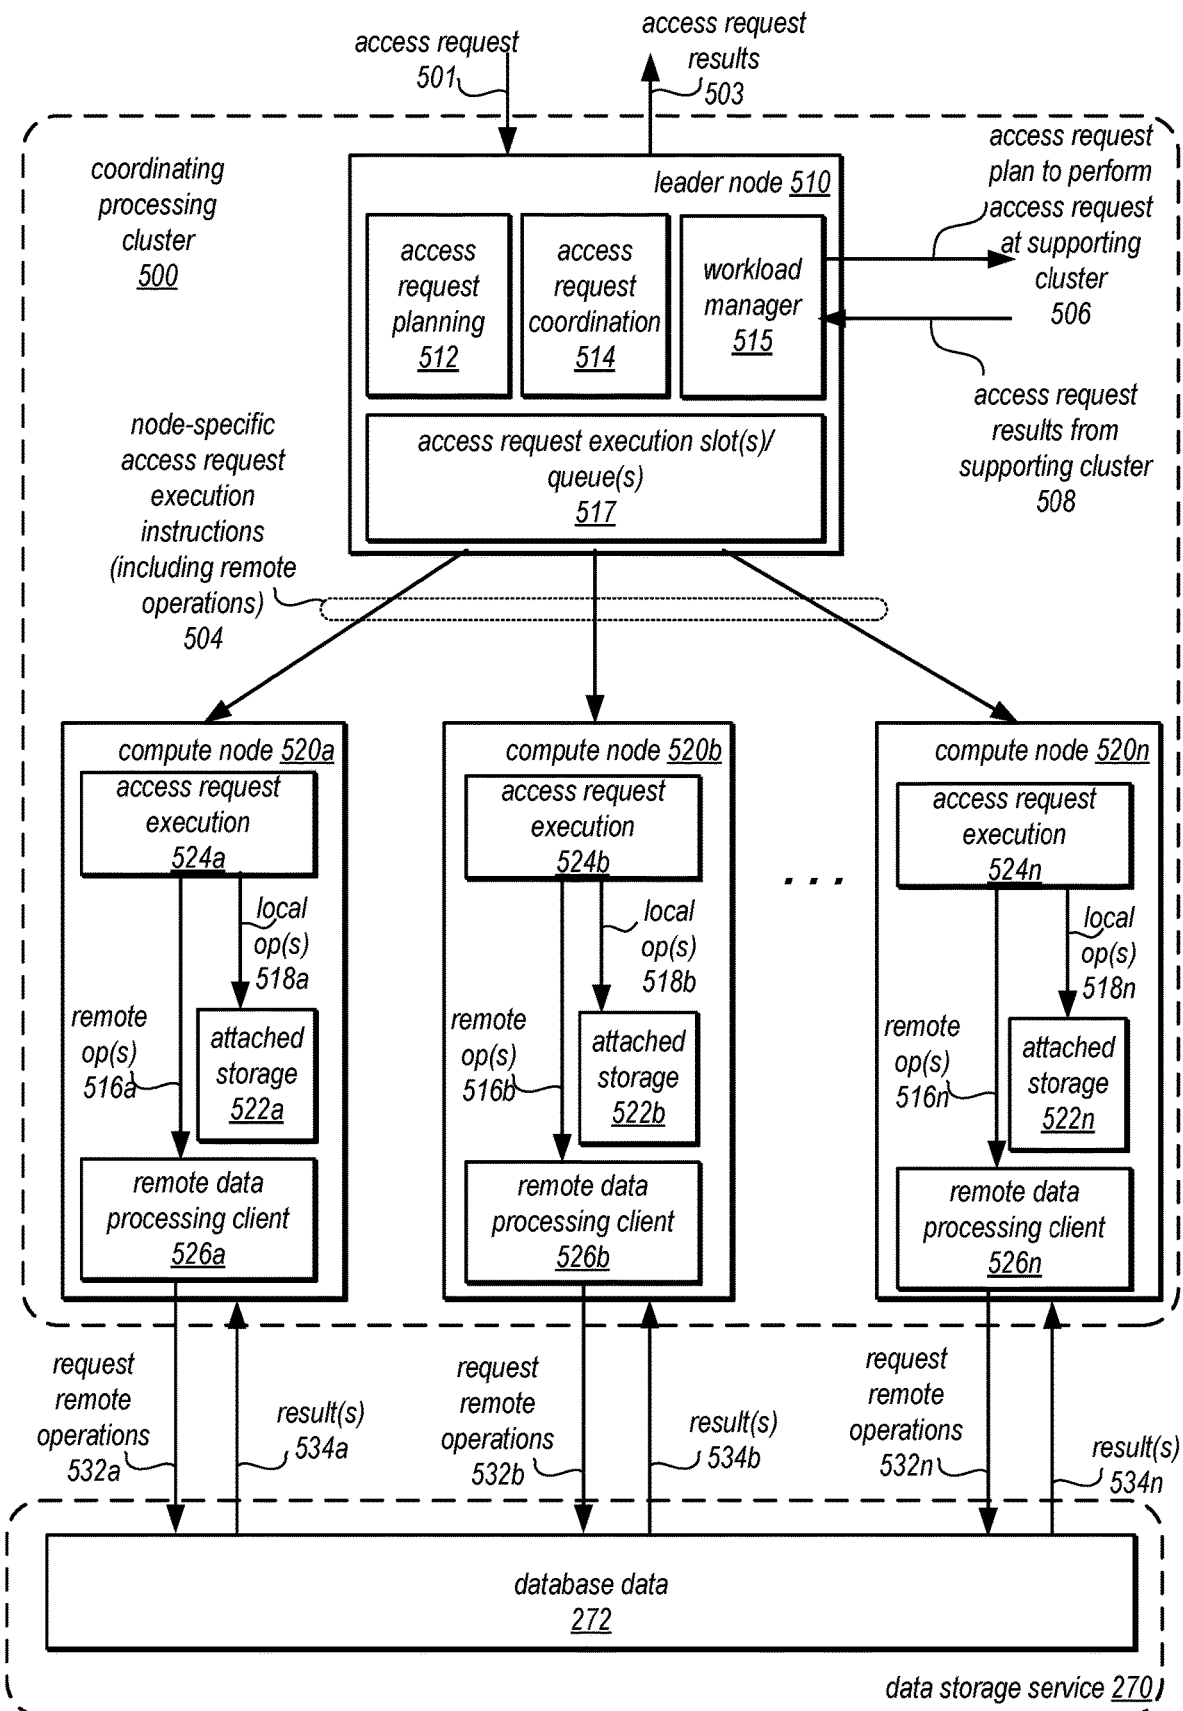 access request
501
access request
results
503
coordinating
processing
cluster
500
leader node 510
access
request
planning
512
access
request
coordination
514
workload
manager
515
access request
plan to perform
access request
at supporting
cluster
506
access request
results from
supporting cluster
508
access request execution slot(s)/
queue(s)
517
node-specific
access request
execution
instructions
(including remote
operations)
504
compute node 520a
access request
execution
524a
local
op(s)
518a
remote
op(s)
516a
attached
storage
522a
remote data
processing client
526a
compute node 520b
access request
execution
524b
local
op(s)
518b
remote
op(s)
516b
attached
storage
522b
remote data
processing client
526b
. . .
compute node 520n
access request
execution
524n
local
op(s)
518n
remote
op(s)
516n
attached
storage
522n
remote data
processing client
526n
request
remote
operations
532a
result(s)
534a
request
remote
operations
532b
result(s)
534b
request
remote
operations
532n
result(s)
534n
database data
272
data storage service 270